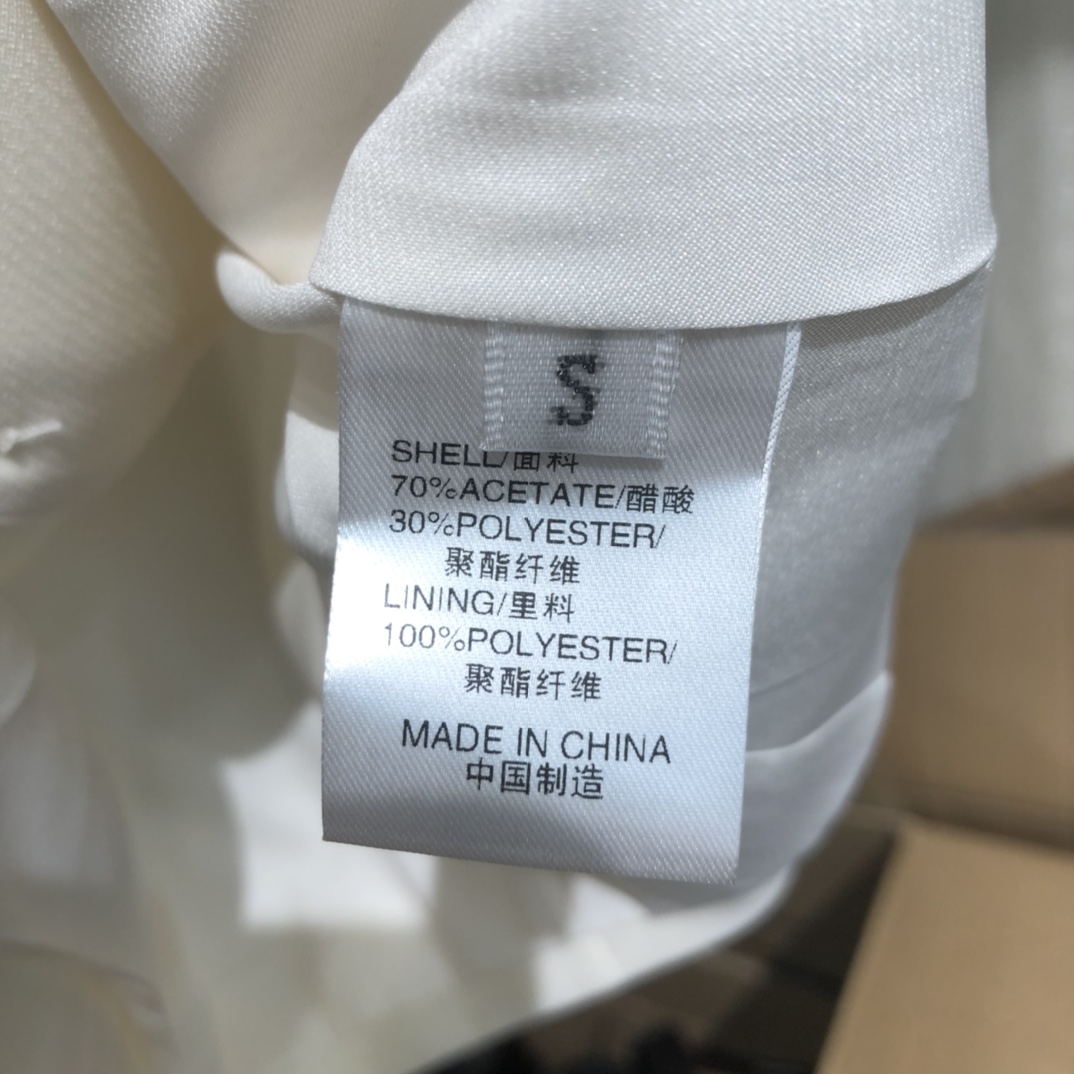 S
SHELL/面料
70%ACETATE/醋酸
30%POLYESTER/
聚酯纤维
LINING/里料
100%POLYESTER/
聚酯纤维
MADE IN CHINA
中国制造